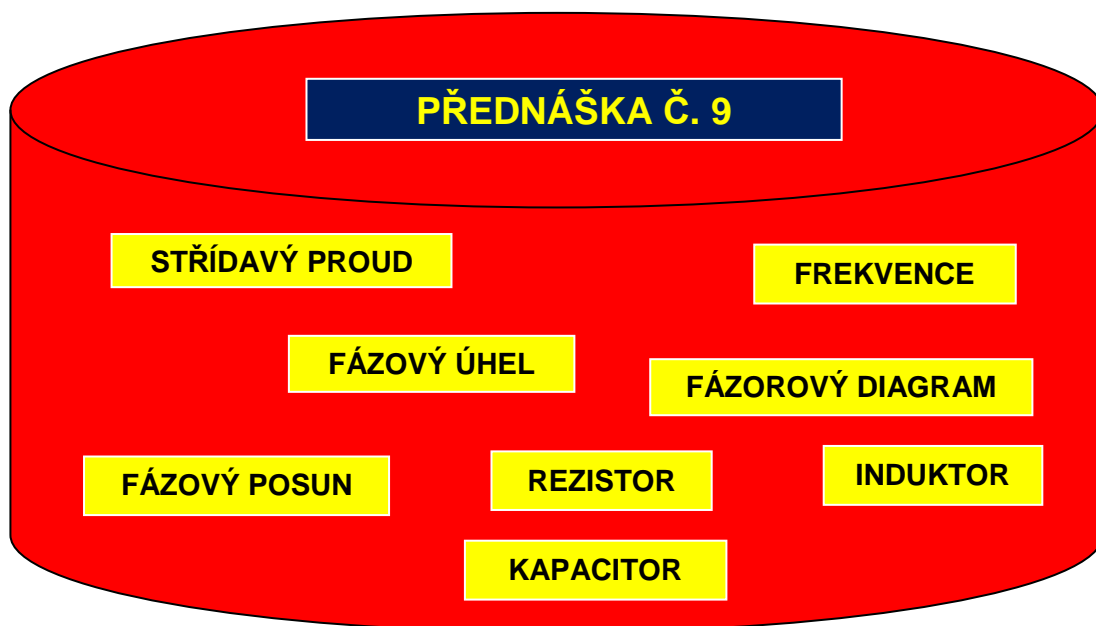 PŘEDNÁŠKA Č. 9
STŘÍDAVÝ PROUD
FREKVENCE
FÁZOVÝ ÚHEL
FÁZOROVÝ DIAGRAM
FÁZOVÝ POSUN
REZISTOR
INDUKTOR
KAPACITOR